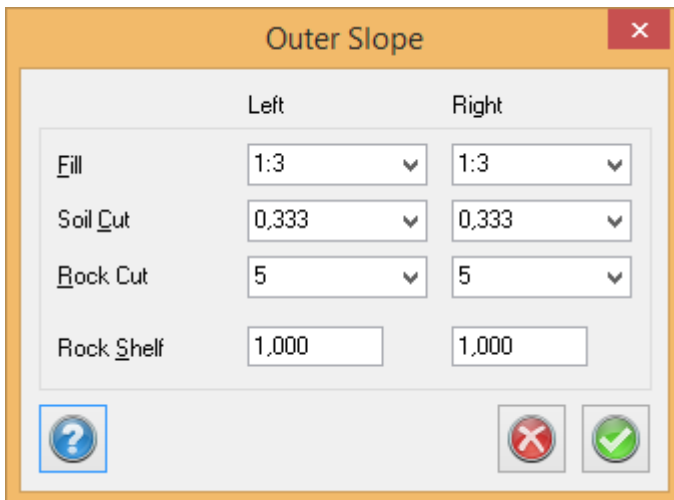 Outer Slope
Left Right
Fill 1:3 1:3
Soil Cut 0,333 0,333
Rock Cut 5 5
Rock Shelf 1,000 1,000